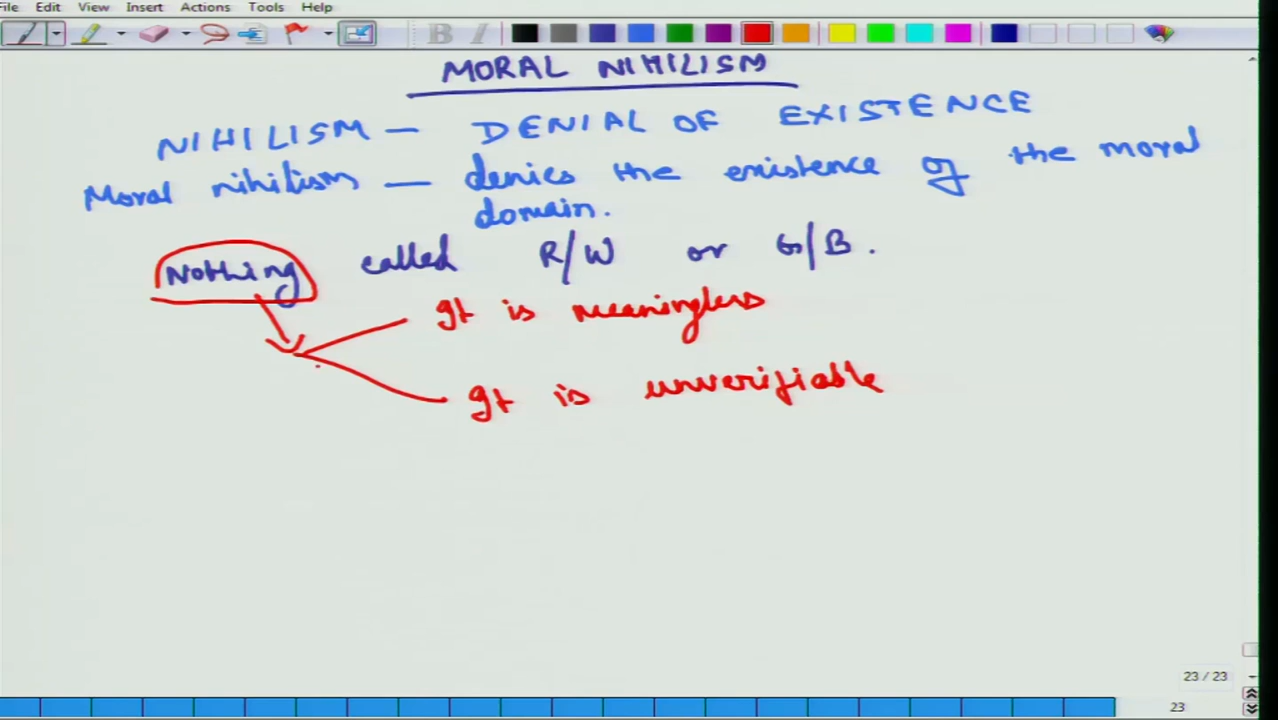 File Edit View Insert Actions Tools Help
B I
MORAL NIHILISM
NIHILISM — DENIAL OF EXISTENCE
Moral nihilism — denies the existence of the moral
domain.
Nothing called R/W or G/B.
It is meaningless
It is unverifiable
23 / 23
23